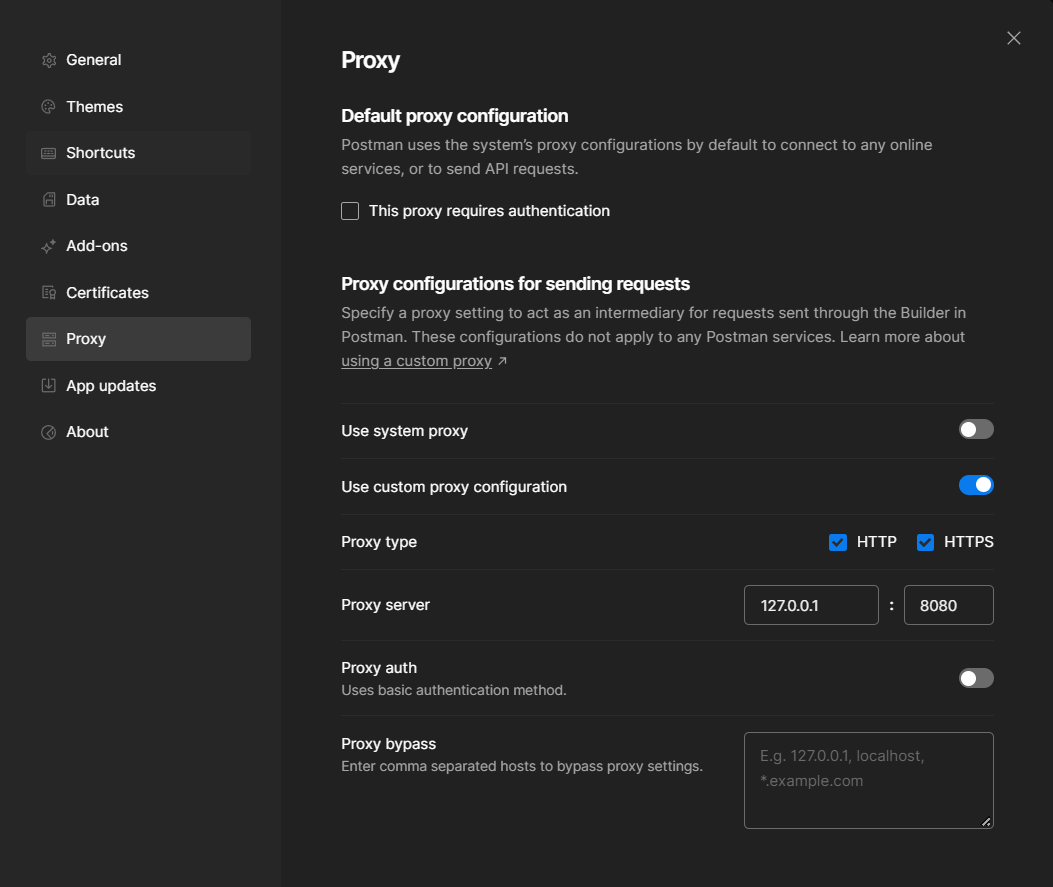 General
Themes
Shortcuts
Data
Add-ons
Certificates
Proxy
App updates
About
Proxy
Default proxy configuration
Postman uses the system’s proxy configurations by default to connect to any online
services, or to send API requests.
This proxy requires authentication
Proxy configurations for sending requests
Specify a proxy setting to act as an intermediary for requests sent through the Builder in
Postman. These configurations do not apply to any Postman services. Learn more about
using a custom proxy ↗
Use system proxy
Use custom proxy configuration
Proxy type HTTP HTTPS
Proxy server 127.0.0.1 : 8080
Proxy auth
Uses basic authentication method.
Proxy bypass
Enter comma separated hosts to bypass proxy settings.
E.g. 127.0.0.1, localhost,
*.example.com